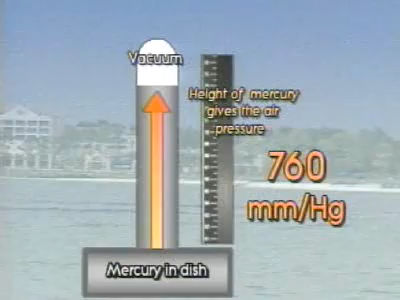 Vacuum
Height of mercury
gives the air
pressure
760
mm/Hg
Mercury in dish